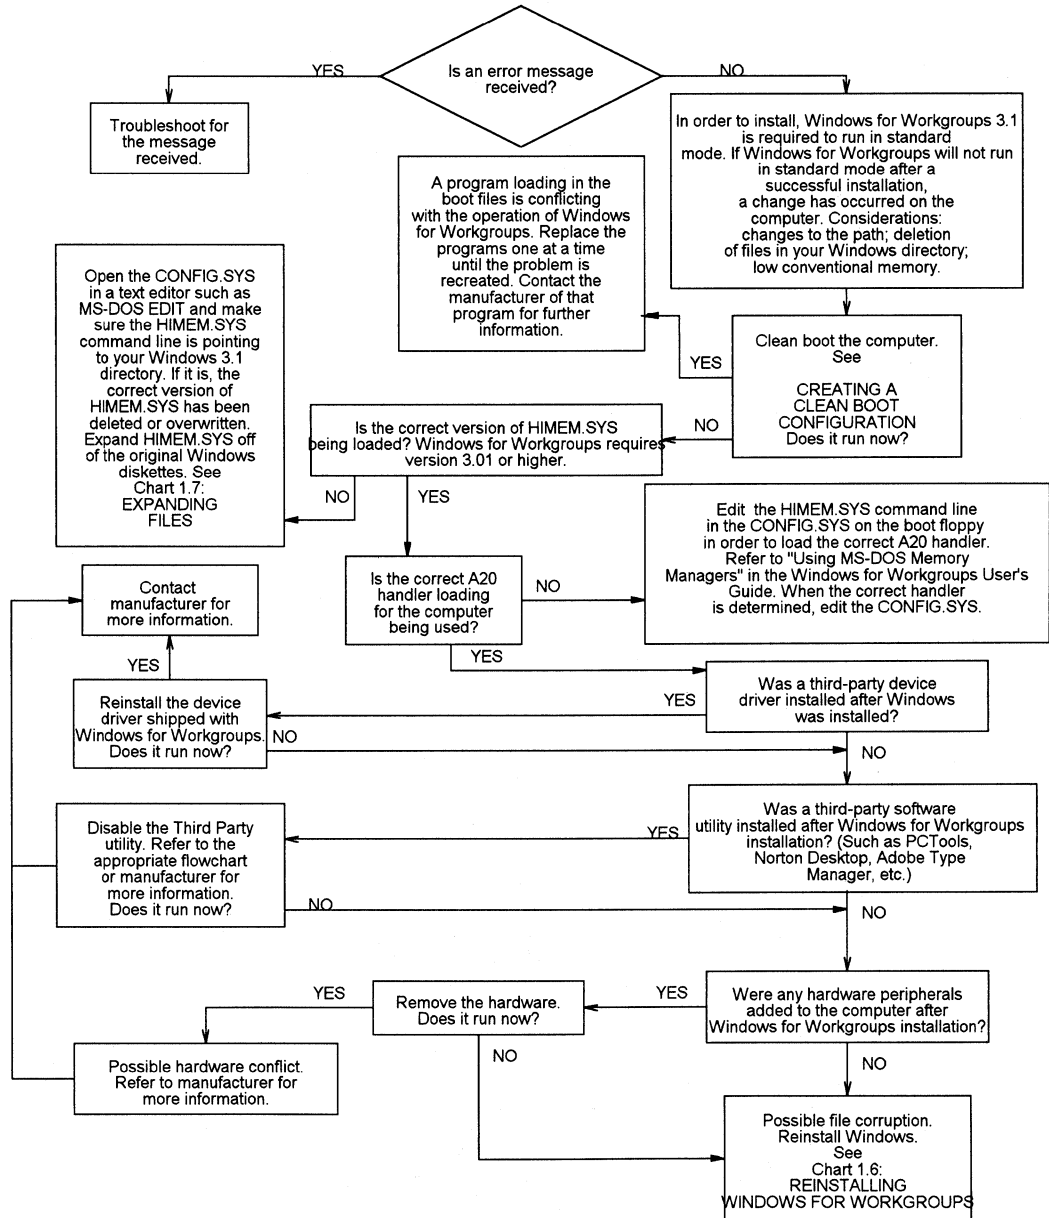 Is an error message
received?
YES
NO
Troubleshoot for
the message
received.
In order to install, Windows for Workgroups 3.1
is required to run in standard
mode. If Windows for Workgroups will not run
in standard mode after a
successful installation,
a change has occurred on the
computer. Considerations:
changes to the path; deletion
of files in your Windows directory;
low conventional memory.
A program loading in the
boot files is conflicting
with the operation of Windows
for Workgroups. Replace the
programs one at a time
until the problem is
recreated. Contact the
manufacturer of that
program for further
information.
Clean boot the computer.
See
CREATING A
CLEAN BOOT
CONFIGURATION
Does it run now?
YES
NO
Open the CONFIG.SYS
in a text editor such as
MS-DOS EDIT and make
sure the HIMEM.SYS
command line is pointing
to your Windows 3.1
directory. If it is, the
correct version of
HIMEM.SYS has been
deleted or overwritten.
Expand HIMEM.SYS off
of the original Windows
diskettes. See
Chart 1.7:
EXPANDING
FILES
Is the correct version of HIMEM.SYS
being loaded? Windows for Workgroups requires
version 3.01 or higher.
NO
YES
Is the correct A20
handler loading
for the computer
being used?
NO
YES
Edit the HIMEM.SYS command line
in the CONFIG.SYS on the boot floppy
in order to load the correct A20 handler.
Refer to "Using MS-DOS Memory
Managers" in the Windows for Workgroups User's
Guide. When the correct handler
is determined, edit the CONFIG.SYS.
Contact
manufacturer for
more information.
YES
Reinstall the device
driver shipped with
Windows for Workgroups.
Does it run now?
NO
Was a third-party device
driver installed after Windows
was installed?
YES
NO
Was a third-party software
utility installed after Windows for Workgroups
installation? (Such as PCTools,
Norton Desktop, Adobe Type
Manager, etc.)
YES
NO
Disable the Third Party
utility. Refer to the
appropriate flowchart
or manufacturer for
more information.
Does it run now?
NO
Were any hardware peripherals
added to the computer after
Windows for Workgroups installation?
YES
NO
Remove the hardware.
Does it run now?
YES
NO
Possible hardware conflict.
Refer to manufacturer for
more information.
Possible file corruption.
Reinstall Windows.
See
Chart 1.6:
REINSTALLING
WINDOWS FOR WORKGROUPS